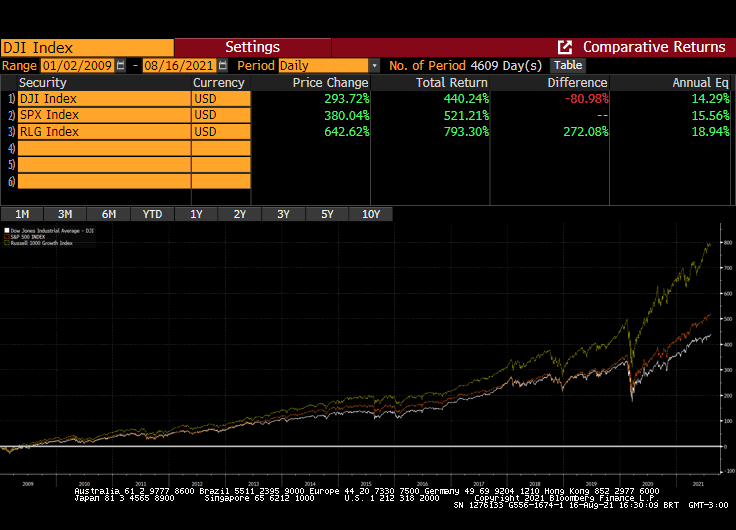 DJI Index Settings Comparative Returns
Range 01/02/2009 - 08/16/2021 Period Daily No. of Period 4609 Day(s) Table
Security Currency Price Change Total Return Difference Annual Eq
1) DJI Index USD 293.72% 440.24% -80.98% 14.29%
2) SPX Index USD 380.04% 521.21% -- 15.56%
3) RLG Index USD 642.62% 793.30% 272.08% 18.94%
4)
5)
6)
1M 3M 6M YTD 1Y 2Y 3Y 5Y 10Y
Dow Jones Industrial Average - DJI
S&P 500 INDEX
Russell 1000 Growth Index
800
700
600
500
400
300
200
100
0
-100
2009 2010 2011 2012 2013 2014 2015 2016 2017 2018 2019 2020 2021
Australia 61 2 9777 8600 Brazil 5511 2395 9000 Europe 44 20 7330 7500 Germany 49 69 9204 1210 Hong Kong 852 2977 6000
Japan 81 3 4565 8900 Singapore 65 6212 1000 U.S. 1 212 318 2000 Copyright 2021 Bloomberg Finance L.P.
SN 1276133 G556-1674-1 16-Aug-21 16:30:09 BRT GMT-3:00